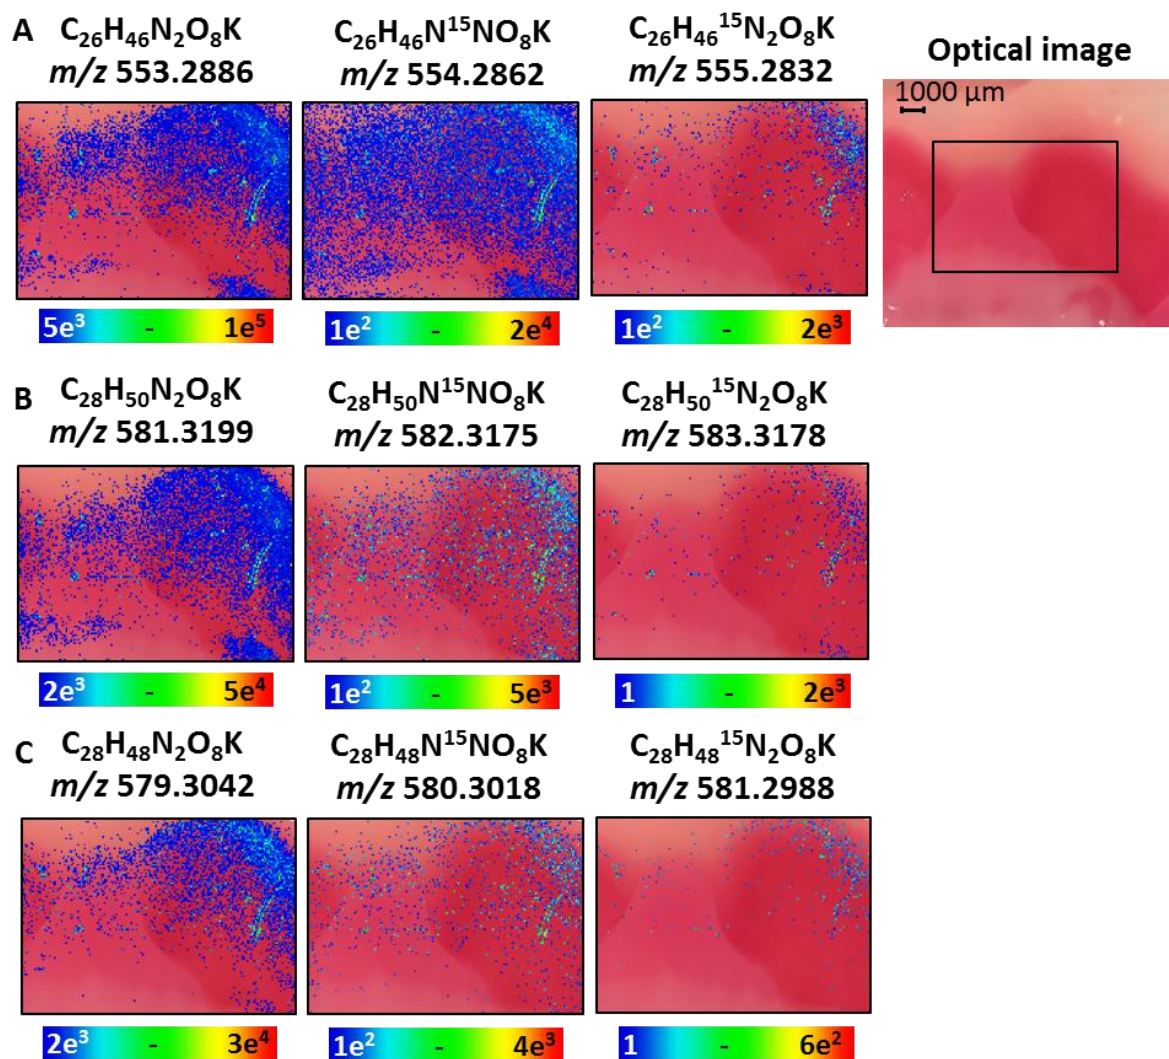 A
C₂₆H₄₆N₂O₈K
m/z 553.2886
C₂₆H₄₆N¹⁵NO₈K
m/z 554.2862
C₂₆H₄₆¹⁵N₂O₈K
m/z 555.2832
Optical image
1000 µm
5e³ - 1e⁵
1e² - 2e⁴
1e² - 2e³
B
C₂₈H₅₀N₂O₈K
m/z 581.3199
C₂₈H₅₀N¹⁵NO₈K
m/z 582.3175
C₂₈H₅₀¹⁵N₂O₈K
m/z 583.3178
2e³ - 5e⁴
1e² - 5e³
1 - 2e³
C
C₂₈H₄₈N₂O₈K
m/z 579.3042
C₂₈H₄₈N¹⁵NO₈K
m/z 580.3018
C₂₈H₄₈¹⁵N₂O₈K
m/z 581.2988
2e³ - 3e⁴
1e² - 4e³
1 - 6e²